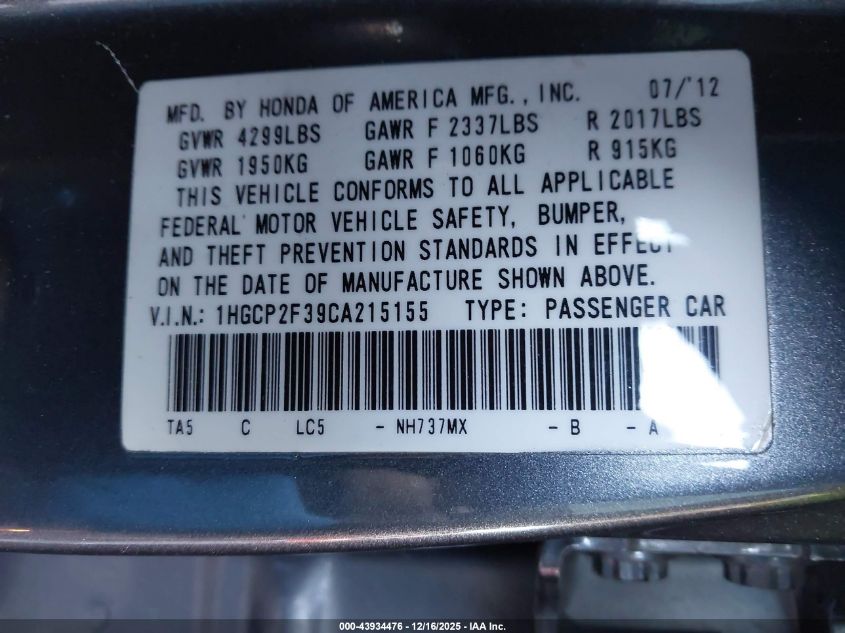 MFD. BY HONDA OF AMERICA MFG., INC. 07/'12
GVWR 4299LBS GAWR F 2337LBS R 2017LBS
GVWR 1950KG GAWR F 1060KG R 915KG
THIS VEHICLE CONFORMS TO ALL APPLICABLE
FEDERAL MOTOR VEHICLE SAFETY, BUMPER,
AND THEFT PREVENTION STANDARDS IN EFFECT
ON THE DATE OF MANUFACTURE SHOWN ABOVE.
V.I.N.: 1HGCP2F39CA215155 TYPE: PASSENGER CAR
TA5 C LC5 - NH737MX - B - A
000-43934476 - 12/16/2025 - IAA Inc.